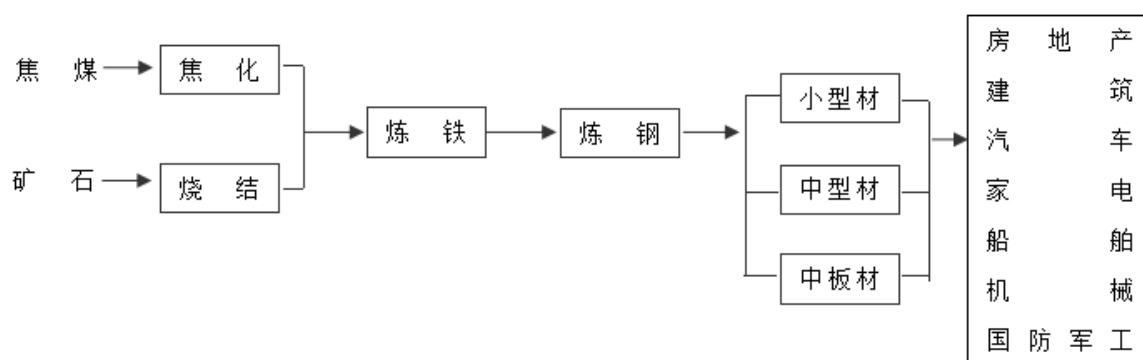 焦煤
焦化
矿石
烧结
炼铁
炼钢
小型材
中型材
中板材
房地产
建筑
汽车
家电
船舶
机械
国防军工